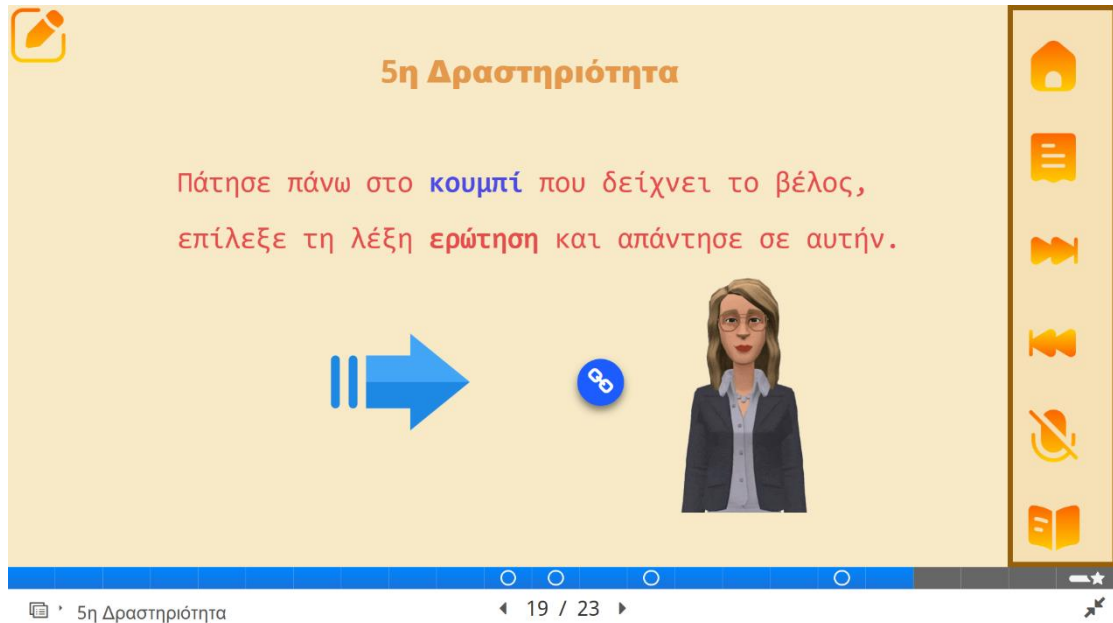 5η Δραστηριότητα
Πάτησε πάνω στο κουμπί που δείχνει το βέλος,
επίλεξε τη λέξη ερώτηση και απάντησε σε αυτήν.
5η Δραστηριότητα
19 / 23